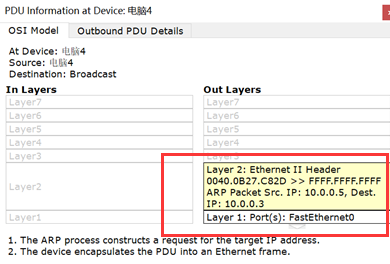 PDU Information at Device: 电脑4
OSI Model
Outbound PDU Details
At Device: 电脑4
Source: 电脑4
Destination: Broadcast
In Layers
Out Layers
Layer7
Layer7
Layer6
Layer6
Layer5
Layer5
Layer4
Layer4
Layer3
Layer3
Layer2
Layer 2: Ethernet II Header
0040.0B27.C82D >> FFFF.FFFF.FFFF
ARP Packet Src. IP: 10.0.0.5, Dest.
IP: 10.0.0.3
Layer1
Layer 1: Port(s): FastEthernet0
1. The ARP process constructs a request for the target IP address.
2. The device encapsulates the PDU into an Ethernet frame.